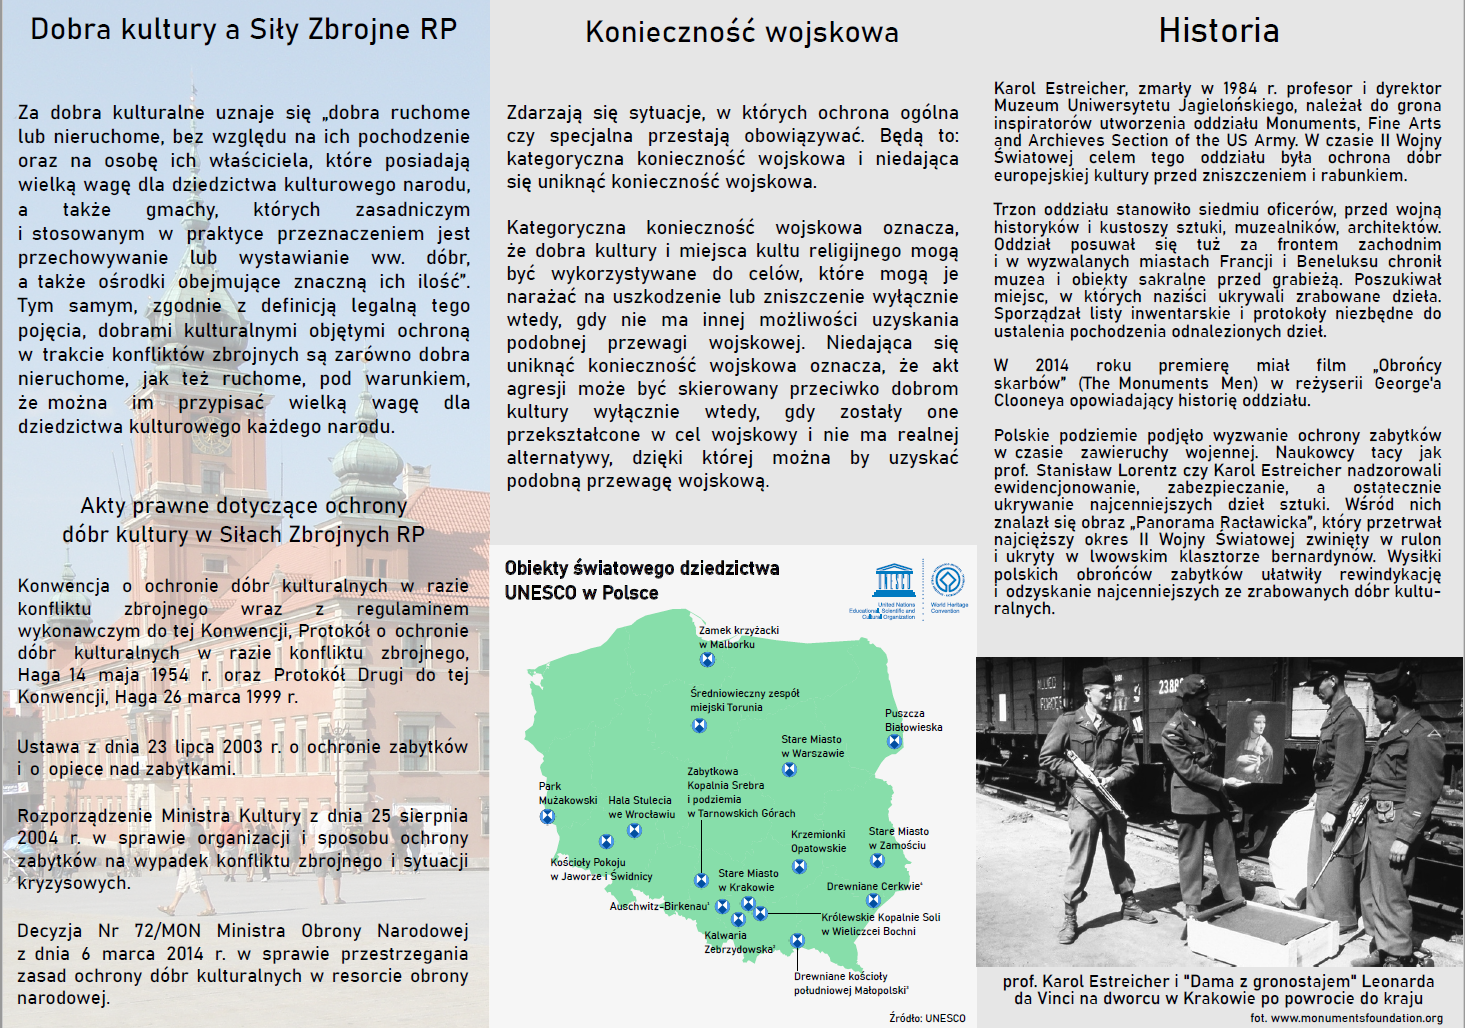 Dobra kultury a Siły Zbrojne RP
Za dobra kulturalne uznaje się „dobra ruchome
lub nieruchome, bez względu na ich pochodzenie
oraz na osobę ich właściciela, które posiadają
wielką wagę dla dziedzictwa kulturowego narodu,
a także gmachy, których zasadniczym
i stosowanym w praktyce przeznaczeniem jest
przechowywanie lub wystawianie ww. dóbr,
a także ośrodki obejmujące znaczną ich ilość”.
Tym samym, zgodnie z definicją legalną tego
pojęcia, dobrami kulturalnymi objętymi ochroną
w trakcie konfliktów zbrojnych są zarówno dobra
nieruchome, jak też ruchome, pod warunkiem,
że można im przypisać wielką wagę dla
dziedzictwa kulturowego każdego narodu.
Akty prawne dotyczące ochrony
dóbr kultury w Siłach Zbrojnych RP
Konwencja o ochronie dóbr kulturalnych w razie
konfliktu zbrojnego wraz z regulaminem
wykonawczym do tej Konwencji, Protokół o ochronie
dóbr kulturalnych w razie konfliktu zbrojnego,
Haga 14 maja 1954 r. oraz Protokół Drugi do tej
Konwencji, Haga 26 marca 1999 r.
Ustawa z dnia 23 lipca 2003 r. o ochronie zabytków
i o opiece nad zabytkami.
Rozporządzenie Ministra Kultury z dnia 25 sierpnia
2004 r. w sprawie organizacji i sposobu ochrony
zabytków na wypadek konfliktu zbrojnego i sytuacji
kryzysowych.
Decyzja Nr 72/MON Ministra Obrony Narodowej
z dnia 6 marca 2014 r. w sprawie przestrzegania
zasad ochrony dóbr kulturalnych w resorcie obrony
narodowej.
Konieczność wojskowa
Zdarzają się sytuacje, w których ochrona ogólna
czy specjalna przestają obowiązywać. Będą to:
kategoryczna konieczność wojskowa i niedająca
się uniknąć konieczność wojskowa.
Kategoryczna konieczność wojskowa oznacza,
że dobra kultury i miejsca kultu religijnego mogą
być wykorzystywane do celów, które mogą je
narażać na uszkodzenie lub zniszczenie wyłącznie
wtedy, gdy nie ma innej możliwości uzyskania
podobnej przewagi wojskowej. Niedająca się
uniknąć konieczność wojskowa oznacza, że akt
agresji może być skierowany przeciwko dobrom
kultury wyłącznie wtedy, gdy zostały one
przekształcone w cel wojskowy i nie ma realnej
alternatywy, dzięki której można by uzyskać
podobną przewagę wojskową.
Obiekty światowego dziedzictwa
UNESCO w Polsce
United Nations
Educational, Scientific and
Cultural Organization
World Heritage
Convention
Zamek krzyżacki
w Malborku
Średniowieczny zespół
miejski Torunia
Puszcza
Białowieska
Stare Miasto
w Warszawie
Zabytkowa
Kopalnia Srebra
i podziemia
w Tarnowskich Górach
Park
Mużakowski
Hala Stulecia
we Wrocławiu
Krzemionki
Opatowskie
Stare Miasto
w Zamościu
Kościoły Pokoju
w Jaworze i Świdnicy
Stare Miasto
w Krakowie
Drewniane Cerkwie⁴
Auschwitz-Birkenau¹
Królewskie Kopalnie Soli
w Wieliczcei Bochni
Kalwaria
Zebrzydowska²
Drewniane kościoły
południowej Małopolski³
Źródło: UNESCO
Historia
Karol Estreicher, zmarły w 1984 r. profesor i dyrektor
Muzeum Uniwersytetu Jagielońskiego, należał do grona
inspiratorów utworzenia oddziału Monuments, Fine Arts
and Archieves Section of the US Army. W czasie II Wojny
Światowej celem tego oddziału była ochrona dóbr
europejskiej kultury przed zniszczeniem i rabunkiem.
Trzon oddziału stanowiło siedmiu oficerów, przed wojną
historyków i kustoszy sztuki, muzealników, architektów.
Oddział posuwał się tuż za frontem zachodnim
i w wyzwalanych miastach Francji i Beneluksu chronił
muzea i obiekty sakralne przed grabieżą. Poszukiwał
miejsc, w których naziści ukrywali zrabowane dzieła.
Sporządzał listy inwentarskie i protokoły niezbędne do
ustalenia pochodzenia odnalezionych dzieł.
W 2014 roku premierę miał film „Obrońcy
skarbów” (The Monuments Men) w reżyserii George'a
Clooneya opowiadający historię oddziału.
Polskie podziemie podjęło wyzwanie ochrony zabytków
w czasie zawieruchy wojennej. Naukowcy tacy jak
prof. Stanisław Lorentz czy Karol Estreicher nadzorowali
ewidencjonowanie, zabezpieczanie, a ostatecznie
ukrywanie najcenniejszych dzieł sztuki. Wśród nich
znalazł się obraz „Panorama Racławicka”, który przetrwał
najcięższy okres II Wojny Światowej zwinięty w rulon
i ukryty w lwowskim klasztorze bernardynów. Wysiłki
polskich obrońców zabytków ułatwiły rewindykację
i odzyskanie najcenniejszych ze zrabowanych dóbr kultu-
ralnych.
prof. Karol Estreicher i "Dama z gronostajem" Leonarda
da Vinci na dworcu w Krakowie po powrocie do kraju
fot. www.monumentsfoundation.org